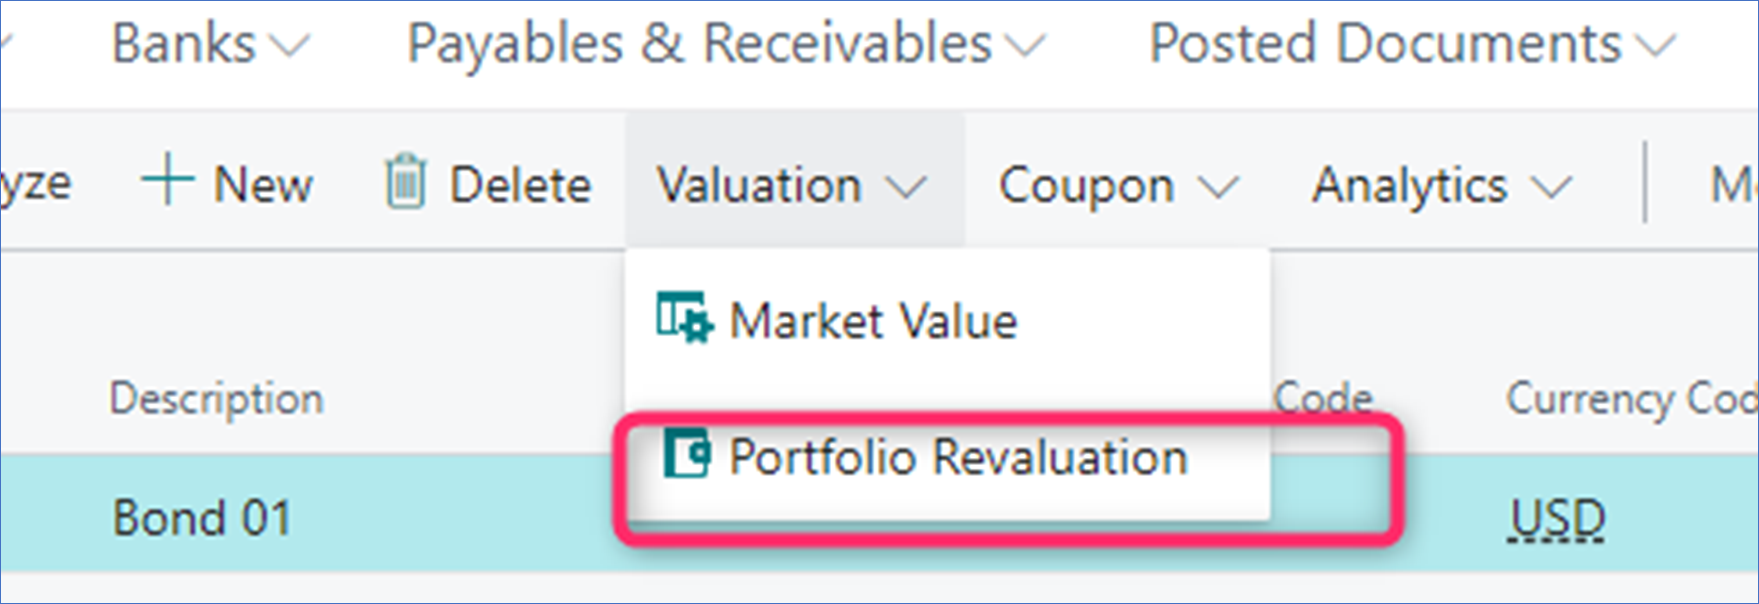 Banks Payables & Receivables Posted Documents
yze New Delete Valuation Coupon Analytics
Market Value
Description Code Currency Cod
Portfolio Revaluation
Bond 01 USD